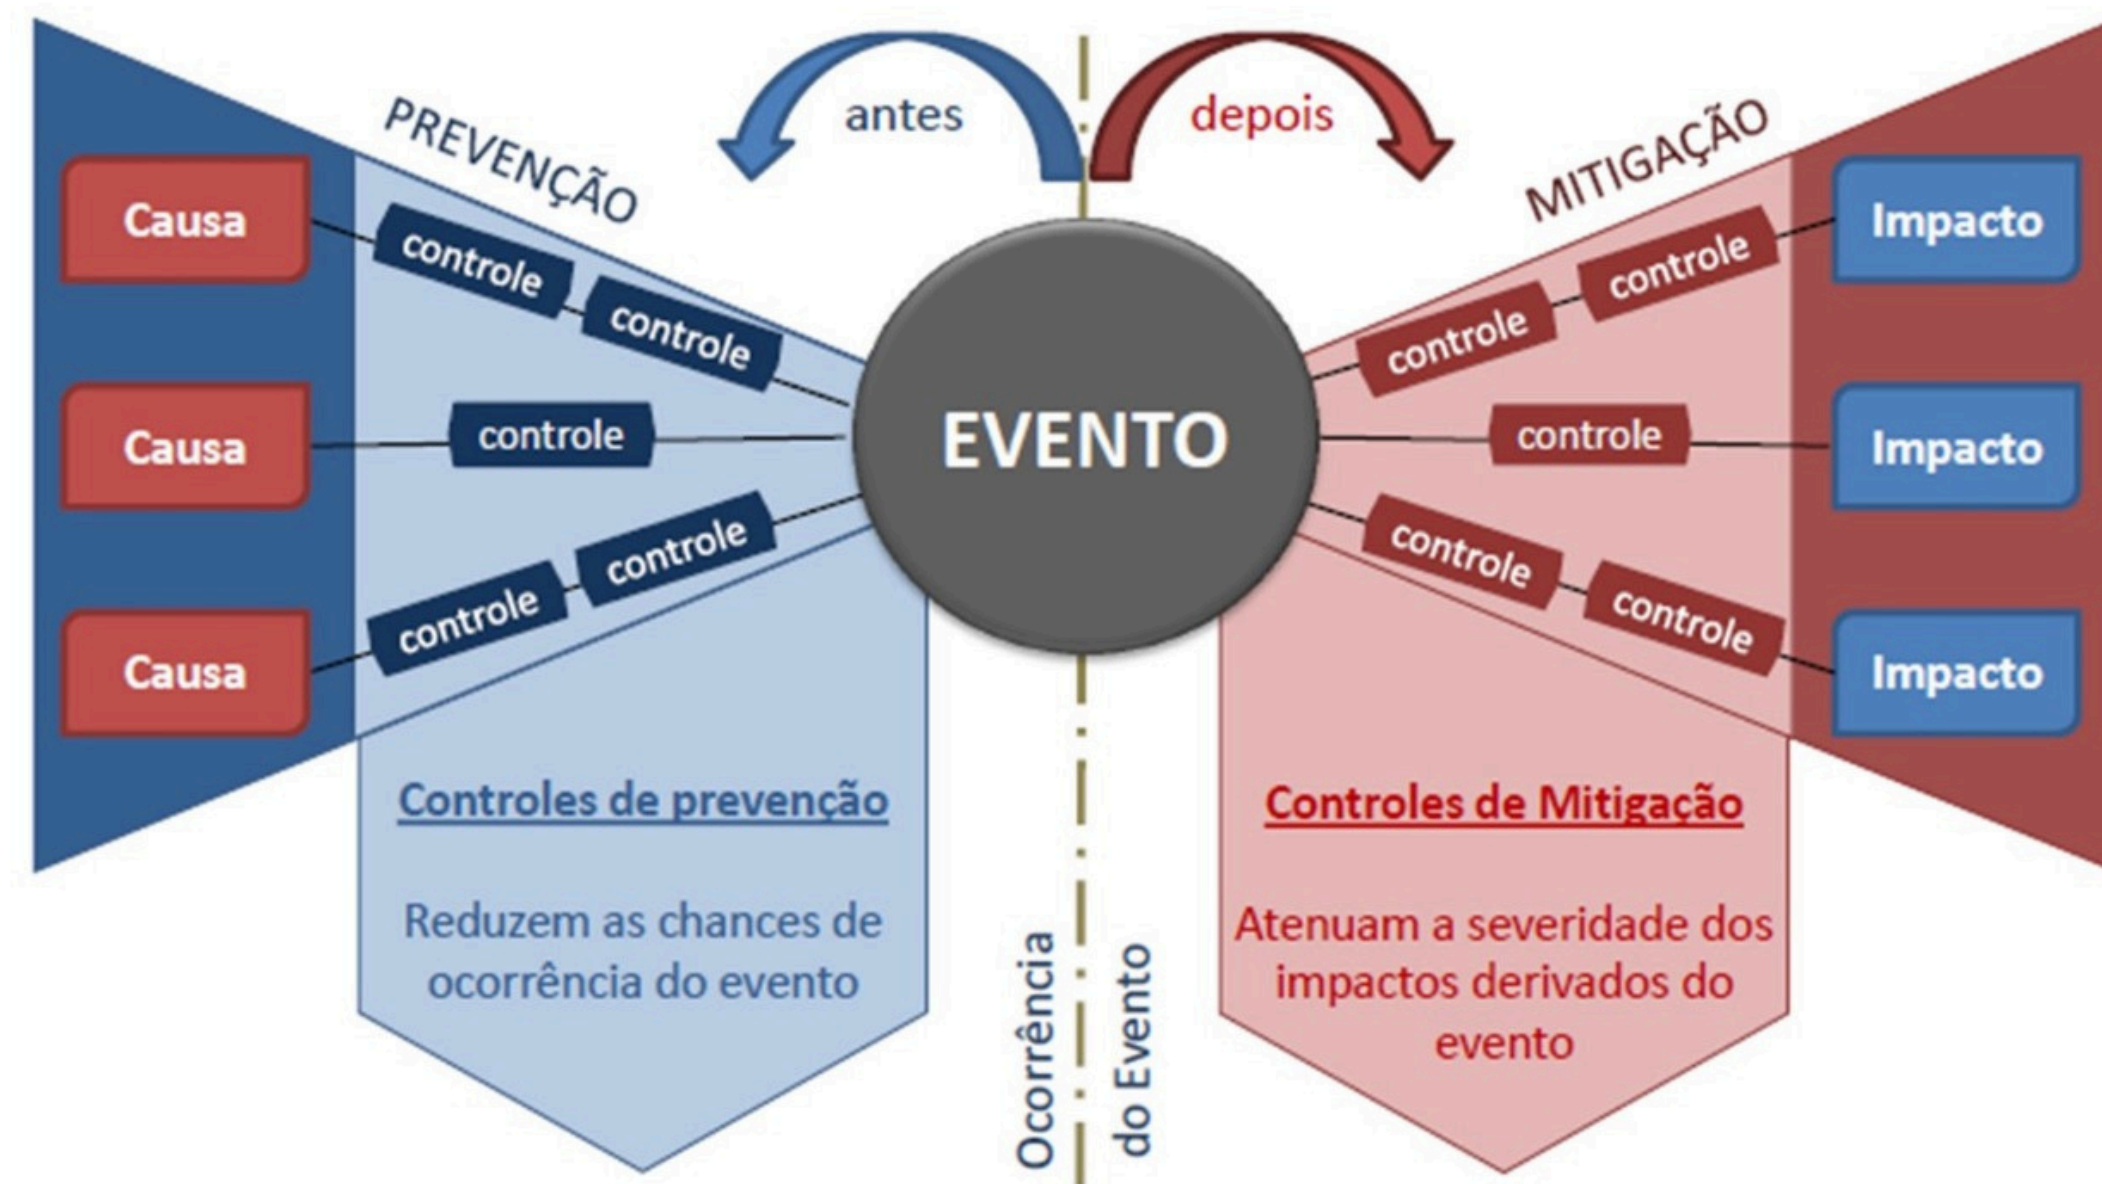 antes
depois
PREVENÇÃO
MITIGAÇÃO
Causa
controle
controle
controle
controle
Impacto
Causa
controle
EVENTO
controle
Impacto
Causa
controle
controle
controle
controle
Impacto
Controles de prevenção
Reduzem as chances de
ocorrência do evento
Ocorrência
do Evento
Controles de Mitigação
Atenuam a severidade dos
impactos derivados do
evento